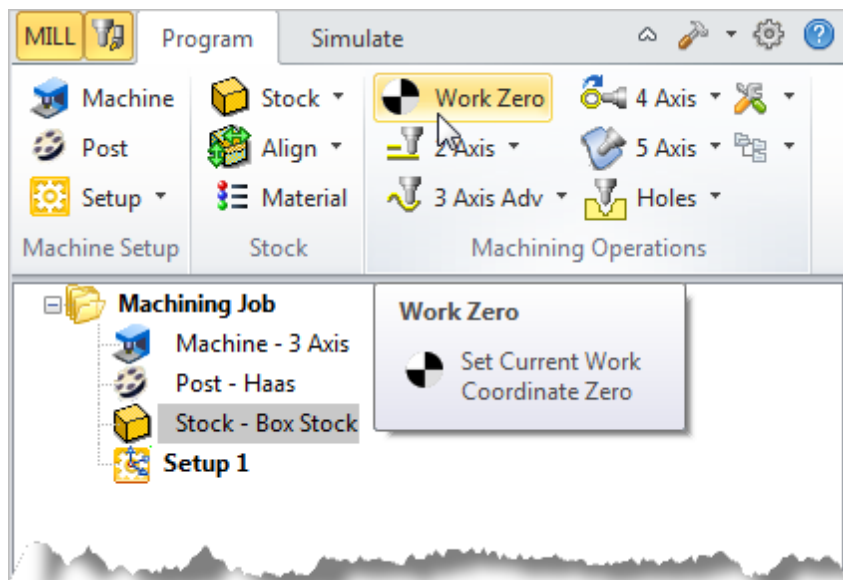 MILL Program Simulate
Machine Stock Work Zero 4 Axis
Post Align 2 Axis 5 Axis
Setup Material 3 Axis Adv Holes
Machine Setup Stock Machining Operations
Machining Job
Machine - 3 Axis
Post - Haas
Stock - Box Stock
Setup 1
Work Zero
Set Current Work
Coordinate Zero